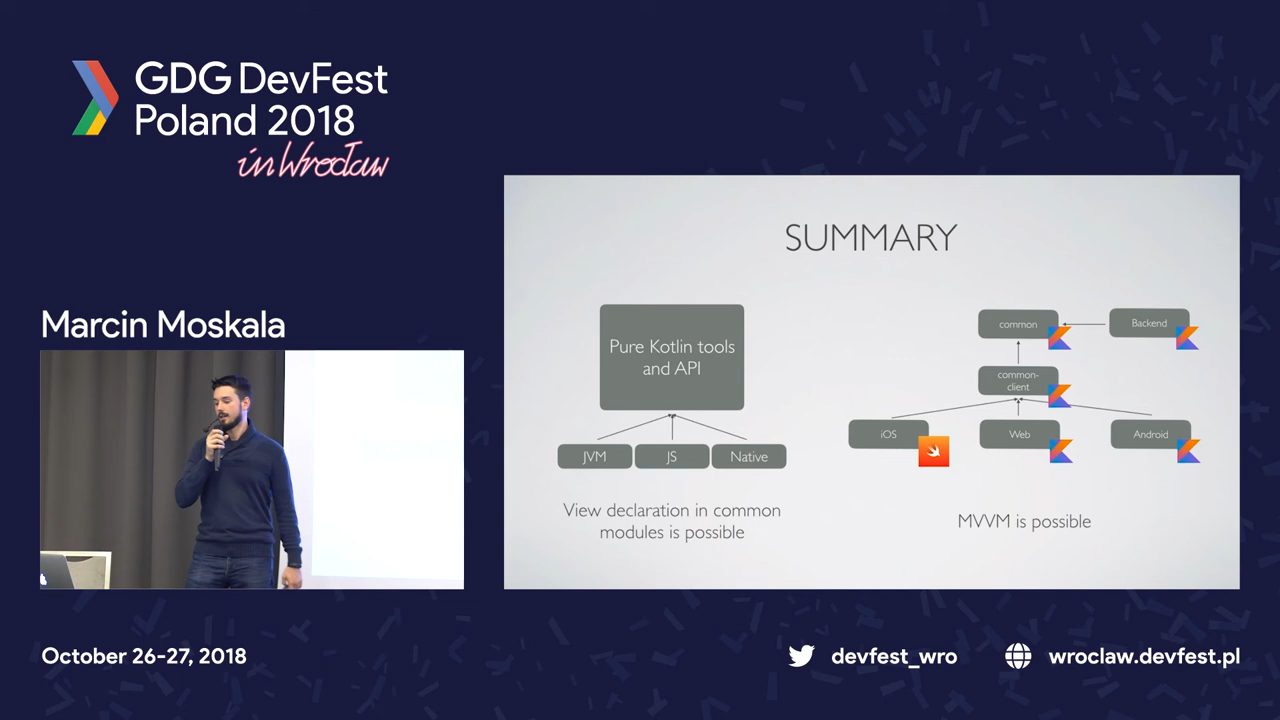 GDG DevFest
Poland 2018
in Wrocław
Marcin Moskala
SUMMARY
Pure Kotlin tools
and API
JVM
JS
Native
View declaration in common
modules is possible
common
Backend
common-
client
iOS
Web
Android
MVVM is possible
October 26-27, 2018
devfest_wro
wroclaw.devfest.pl